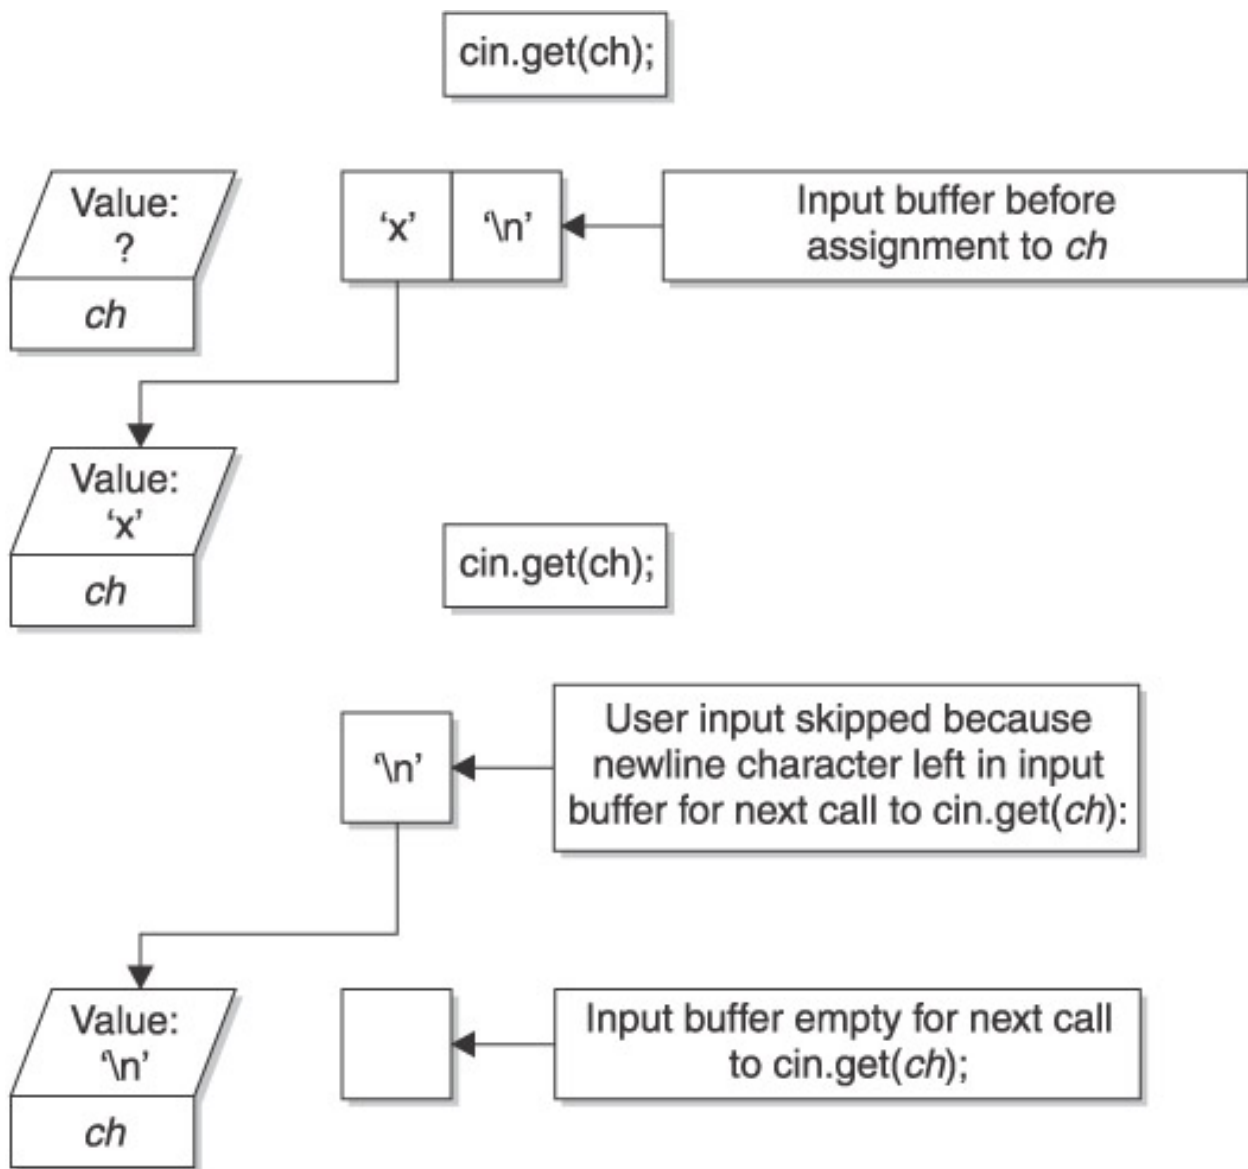 cin.get(ch);
Value:
?
ch
‘x’
‘\n’
Input buffer before
assignment to ch
Value:
‘x’
ch
cin.get(ch);
‘\n’
User input skipped because
newline character left in input
buffer for next call to cin.get(ch):
Value:
‘\n’
ch
Input buffer empty for next call
to cin.get(ch);